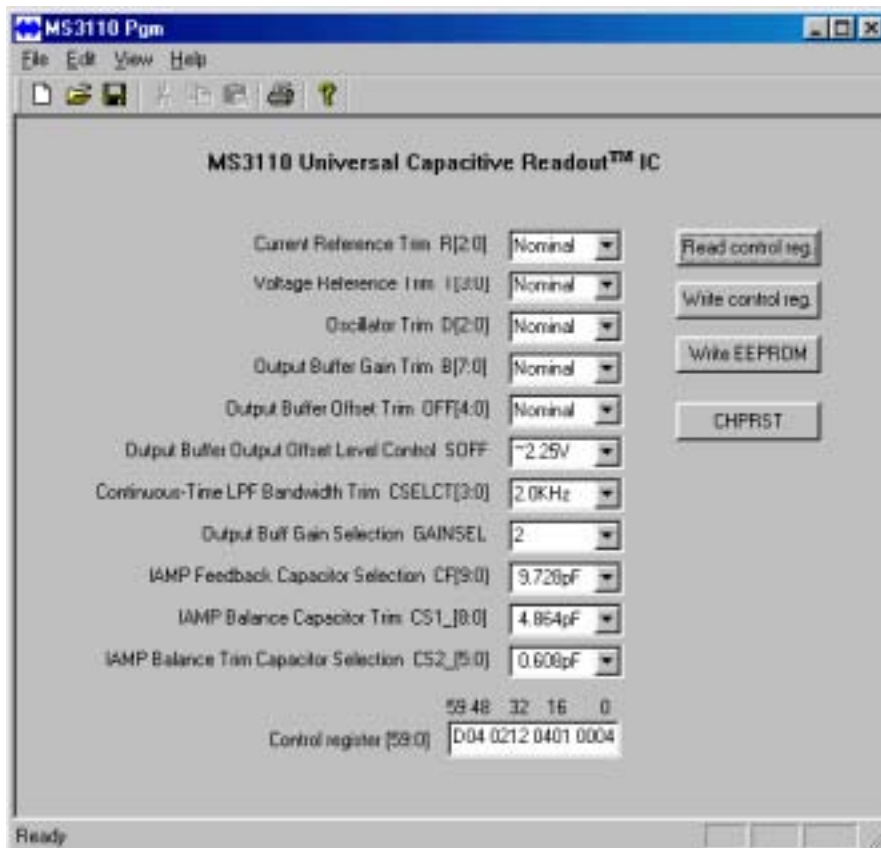 MS3110 Pgm
File Edit View Help
MS3110 Universal Capacitive Readout™ IC
Current Reference Trim R[2:0] Nominal Read control reg.
Voltage Reference Trim T[3:0] Nominal Write control reg.
Oscillator Trim D[2:0] Nominal
Output Buffer Gain Trim B[7:0] Nominal Write EEPROM
Output Buffer Offset Trim OFF[4:0] Nominal CHPRST
Output Buffer Output Offset Level Control SOFF ~2.25V
Continuous-Time LPF Bandwidth Trim CSELCT[3:0] 2.0KHz
Output Buff Gain Selection GAINSEL 2
IAMP Feedback Capacitor Selection CF[9:0] 9.728pF
IAMP Balance Capacitor Trim CS1_[8:0] 4.864pF
IAMP Balance Trim Capacitor Selection CS2_[5:0] 0.608pF
59 48 32 16 0
Control register [59:0] D04 0212 0401 0004
Ready